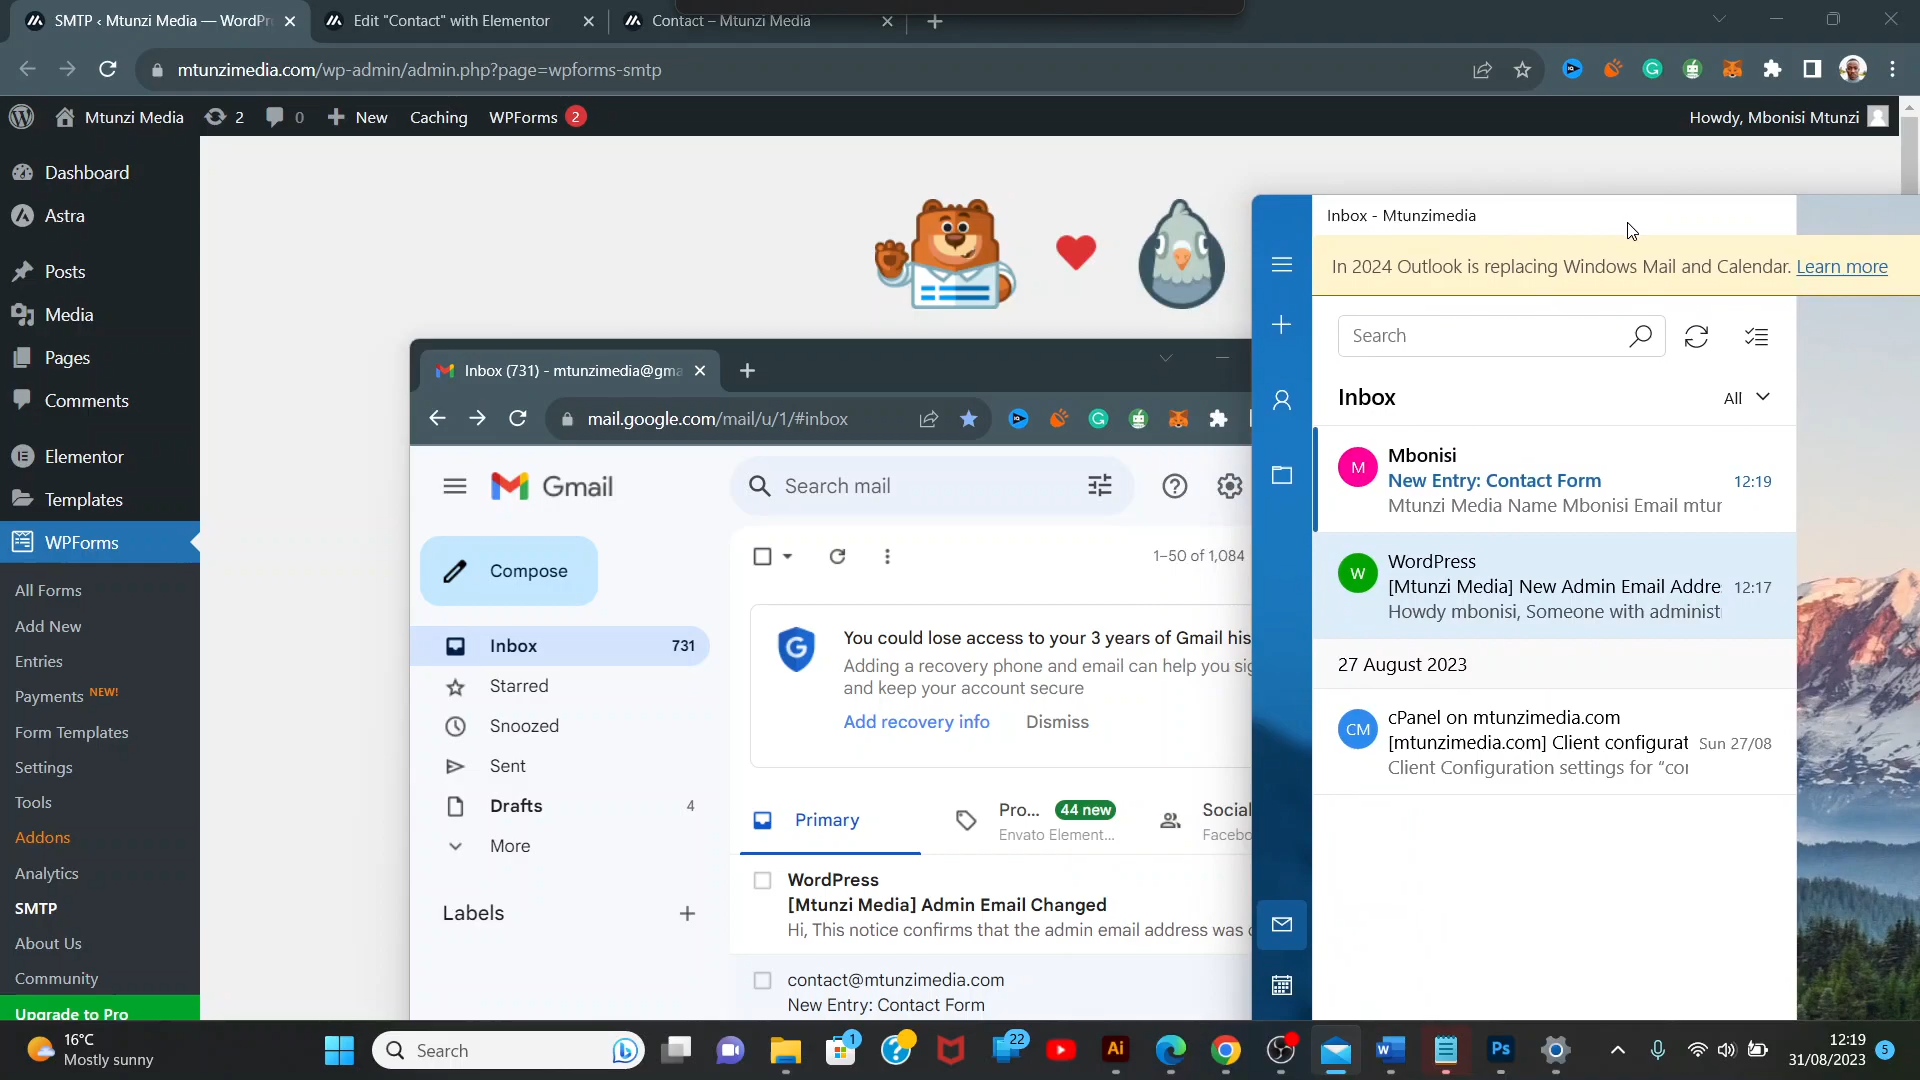 SMTP ‹ Mtunzi Media — WordPr
Edit "Contact" with Elementor
Contact – Mtunzi Media
mtunzimedia.com/wp-admin/admin.php?page=wpforms-smtp
Mtunzi Media
2
0
New
Caching
WPForms
2
Howdy, Mbonisi Mtunzi
Dashboard
Astra
Posts
Media
Pages
Comments
Elementor
Templates
WPForms
All Forms
Add New
Entries
Payments NEW!
Form Templates
Settings
Tools
Addons
Analytics
SMTP
About Us
Community
Upgrade to Pro
Inbox (731) - mtunzimedia@gma
mail.google.com/mail/u/1/#inbox
Gmail
Search mail
Compose
1–50 of 1,084
Inbox
731
Starred
Snoozed
Sent
Drafts
4
More
Labels
You could lose access to your 3 years of Gmail his
Adding a recovery phone and email can help you sig
and keep your account secure
Add recovery info
Dismiss
Primary
Pro...
44 new
Envato Element...
Social
Facebo
WordPress
[Mtunzi Media] Admin Email Changed
Hi, This notice confirms that the admin email address was c
contact@mtunzimedia.com
New Entry: Contact Form
Inbox - Mtunzimedia
In 2024 Outlook is replacing Windows Mail and Calendar. Learn more
Search
Inbox
All
M
Mbonisi
New Entry: Contact Form
12:19
Mtunzi Media Name Mbonisi Email mtur
W
WordPress
[Mtunzi Media] New Admin Email Addre
12:17
Howdy mbonisi, Someone with administ
27 August 2023
CM
cPanel on mtunzimedia.com
[mtunzimedia.com] Client configurat
Sun 27/08
Client Configuration settings for “cor
16°C
Mostly sunny
Search
1
22
Ai
W
Ps
12:19
31/08/2023
5